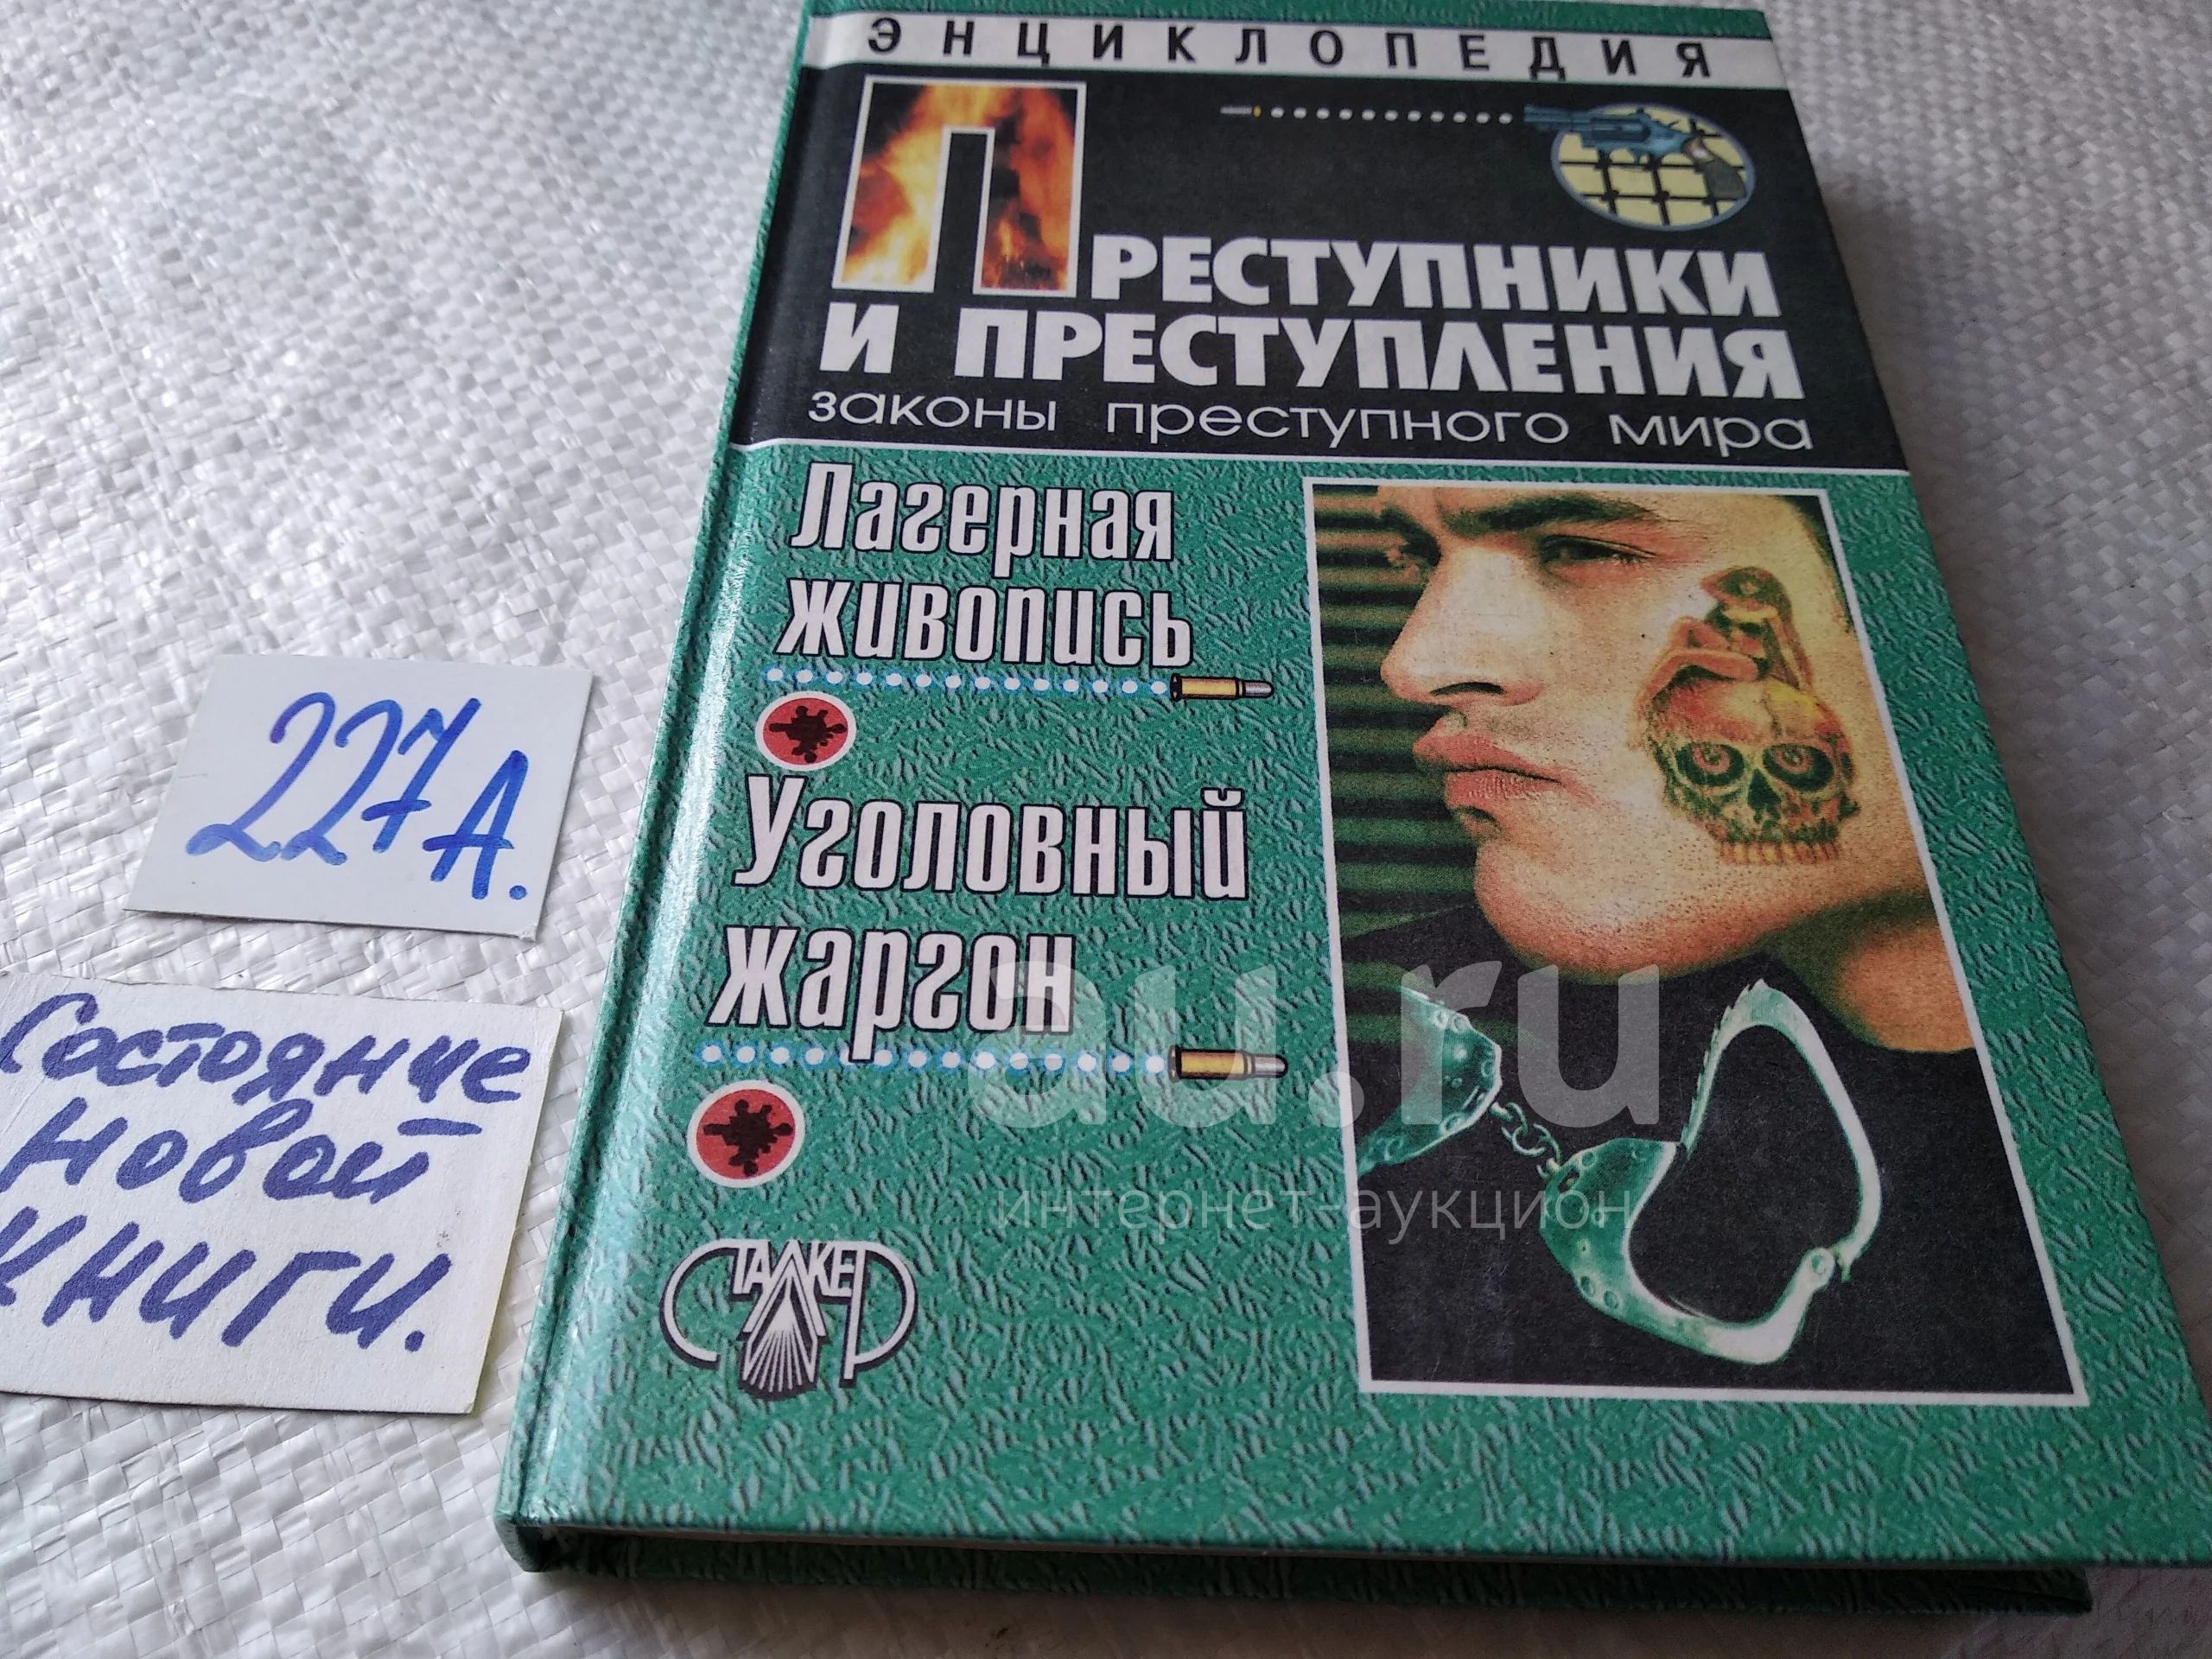 ЭНЦИКЛОПЕДИЯ
ПРЕСТУПНИКИ
И ПРЕСТУПЛЕНИЯ
законы преступного мира
Лагерная
живопись
Уголовный
жаргон
СТАЛКЕР
227А.
Состояние
новой
книги.
au.ru
интернет-аукцион